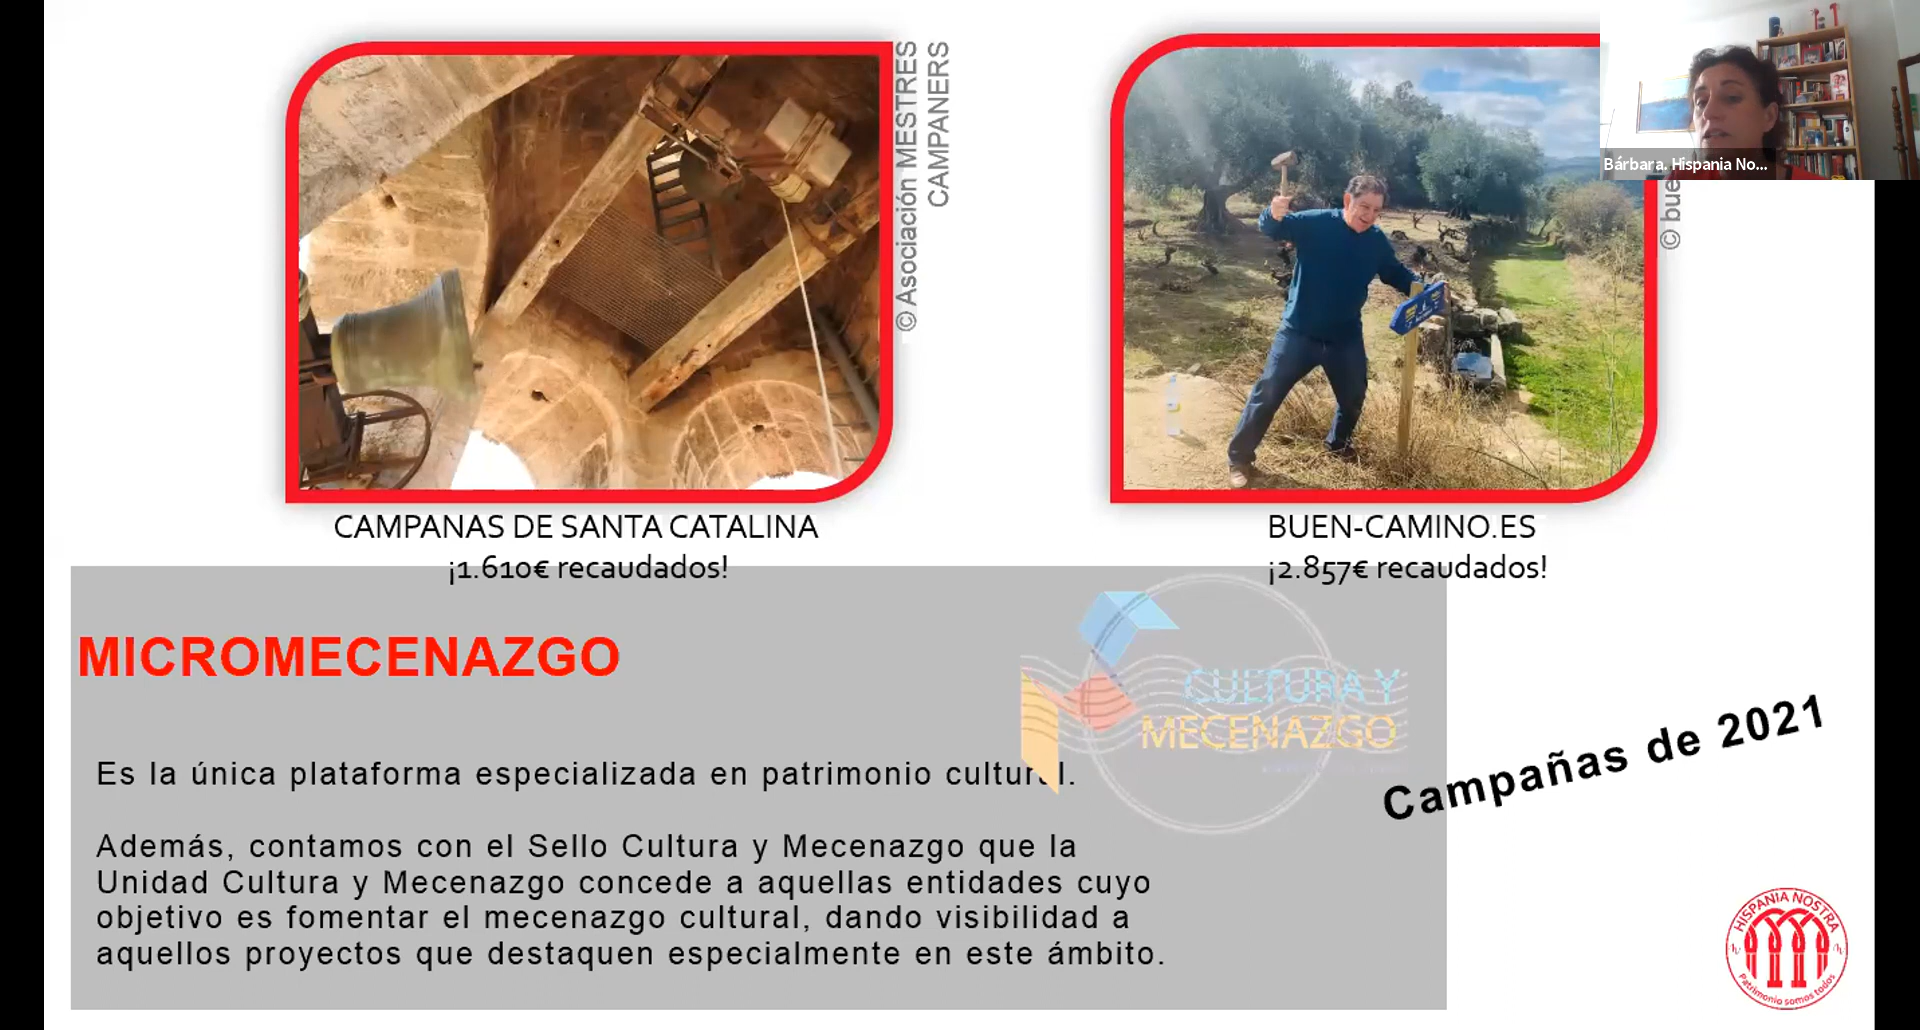 © Asociación MESTRES
CAMPANERS
© bue
Bárbara. Hispania No...
CAMPANAS DE SANTA CATALINA
¡1.610€ recaudados!
BUEN-CAMINO.ES
¡2.857€ recaudados!
MICROMECENAZGO
CULTURA Y
MECENAZGO
Es la única plataforma especializada en patrimonio cultural.
Además, contamos con el Sello Cultura y Mecenazgo que la
Unidad Cultura y Mecenazgo concede a aquellas entidades cuyo
objetivo es fomentar el mecenazgo cultural, dando visibilidad a
aquellos proyectos que destaquen especialmente en este ámbito.
Campañas de 2021
HISPANIA NOSTRA
Patrimonio somos todos